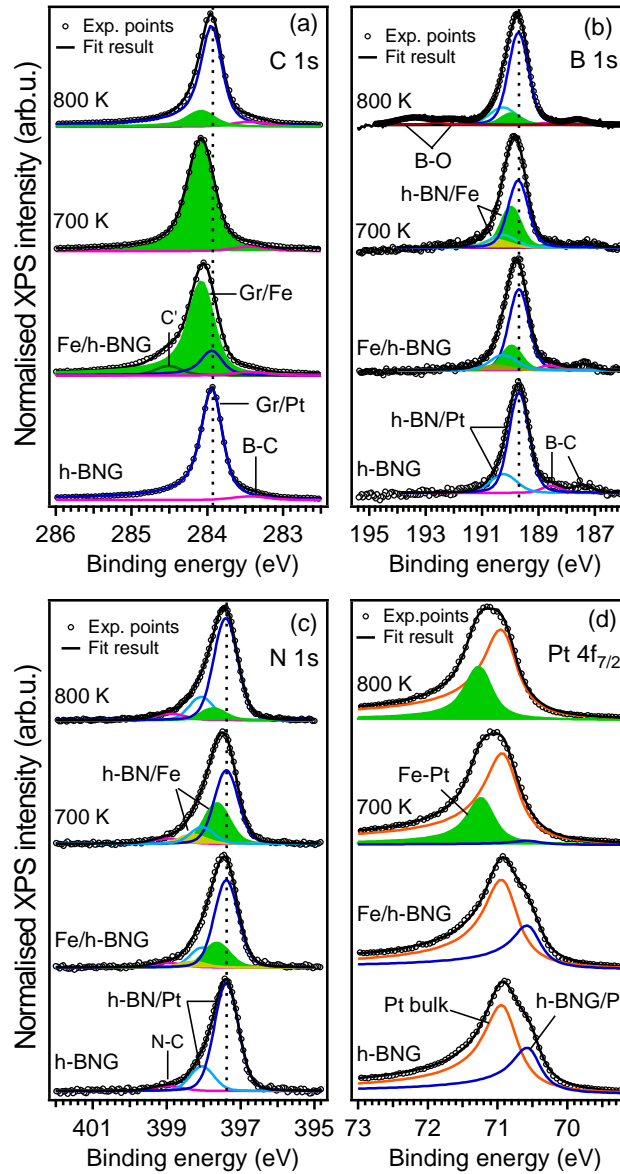 Normalised XPS intensity (arb.u.)
(a)
Exp. points
Fit result
C 1s
800 K
700 K
Gr/Fe
C'
Fe/h-BNG
Gr/Pt
B-C
h-BNG
286 285 284 283
Binding energy (eV)
(b)
Exp. points
Fit result
B 1s
800 K
B-O
h-BN/Fe
700 K
Fe/h-BNG
h-BN/Pt
B-C
h-BNG
195 193 191 189 187
Binding energy (eV)
Normalised XPS intensity (arb.u.)
(c)
Exp. points
Fit result
N 1s
800 K
h-BN/Fe
700 K
Fe/h-BNG
h-BN/Pt
N-C
h-BNG
401 399 397 395
Binding energy (eV)
(d)
Exp.points
Fit result
Pt 4f7/2
800 K
Fe-Pt
700 K
Fe/h-BNG
Pt bulk
h-BNG/P
h-BNG
73 72 71 70
Binding energy (eV)